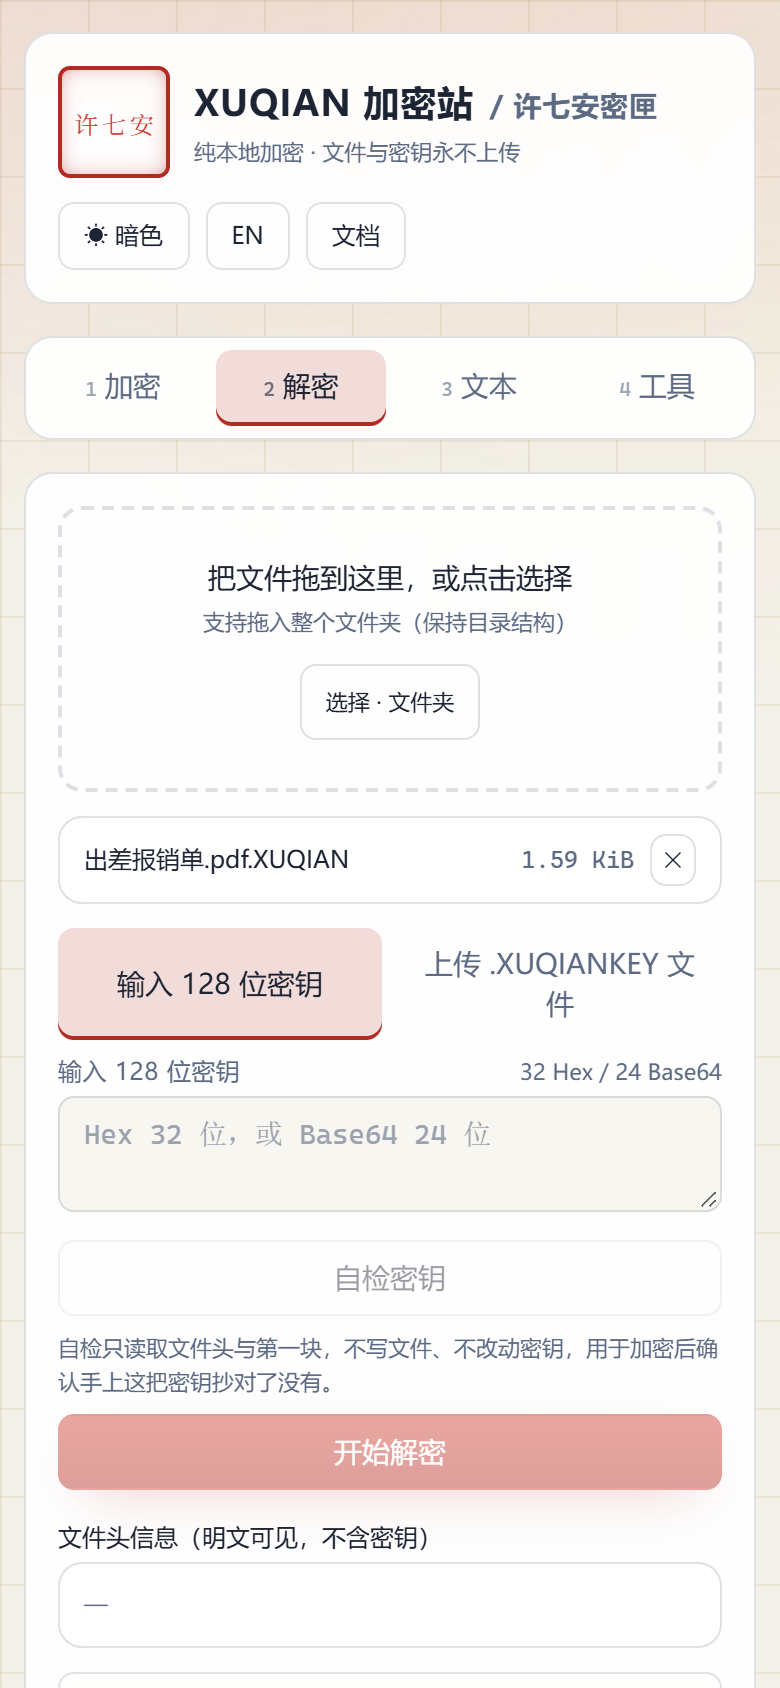 许七安
XUQIAN 加密站 / 许七安密匣
纯本地加密 · 文件与密钥永不上传
暗色
EN
文档
1 加密
2 解密
3 文本
4 工具
把文件拖到这里，或点击选择
支持拖入整个文件夹（保持目录结构）
选择 · 文件夹
出差报销单.pdf.XUQIAN
1.59 KiB
输入 128 位密钥
上传 .XUQIANKEY 文
件
输入 128 位密钥
32 Hex / 24 Base64
Hex 32 位，或 Base64 24 位
自检密钥
自检只读取文件头与第一块，不写文件、不改动密钥，用于加密后确
认手上这把密钥抄对了没有。
开始解密
文件头信息（明文可见，不含密钥）
—